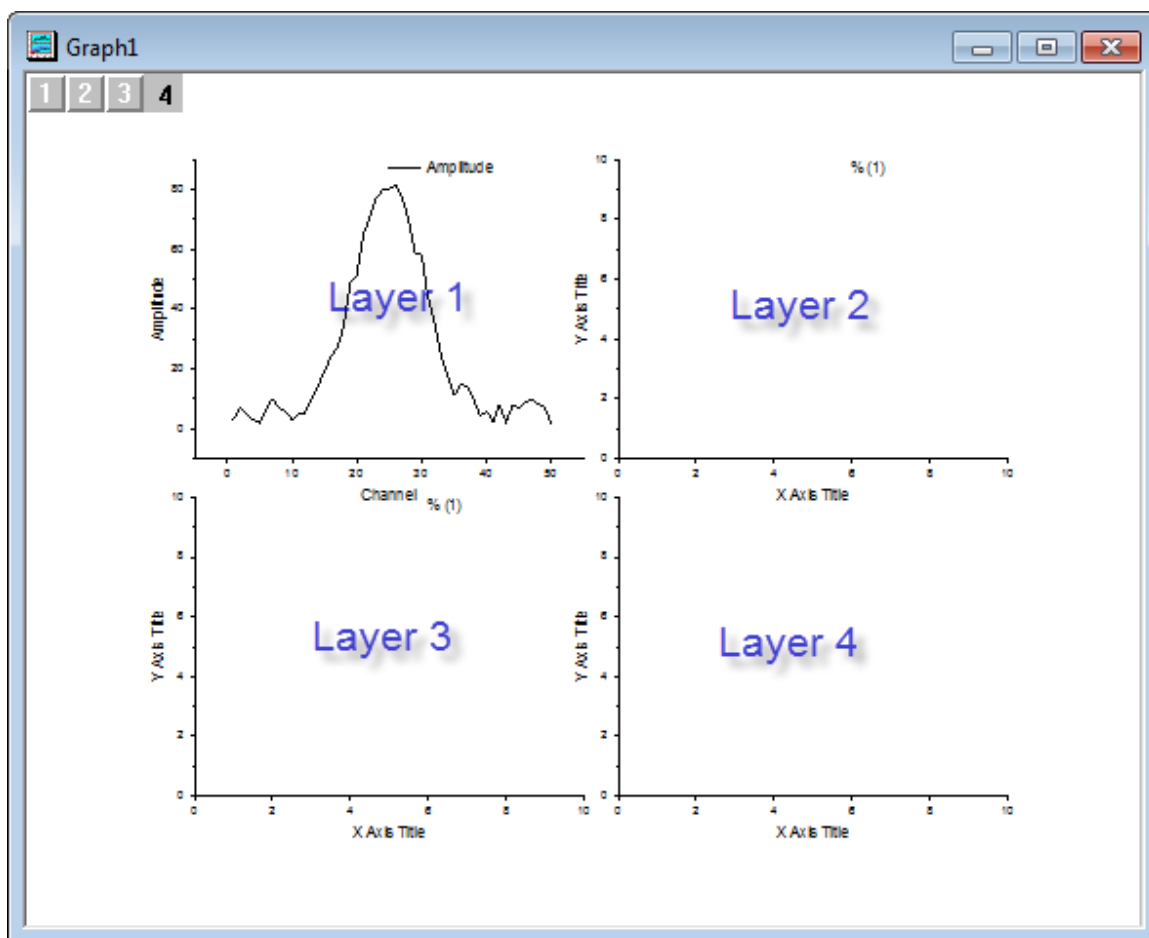 Graph1
1 2 3 4
Amplitude
80
60
40
20
0
Amplitude
Layer 1
0 10 20 30 40 50
Channel
% (1)
10
8
6
4
2
0
Y Axis Title
Layer 2
0 2 4 6 8 10
X Axis Title
% (1)
10
8
6
4
2
0
Y Axis Title
Layer 3
0 2 4 6 8 10
X Axis Title
10
8
6
4
2
0
Y Axis Title
Layer 4
0 2 4 6 8 10
X Axis Title